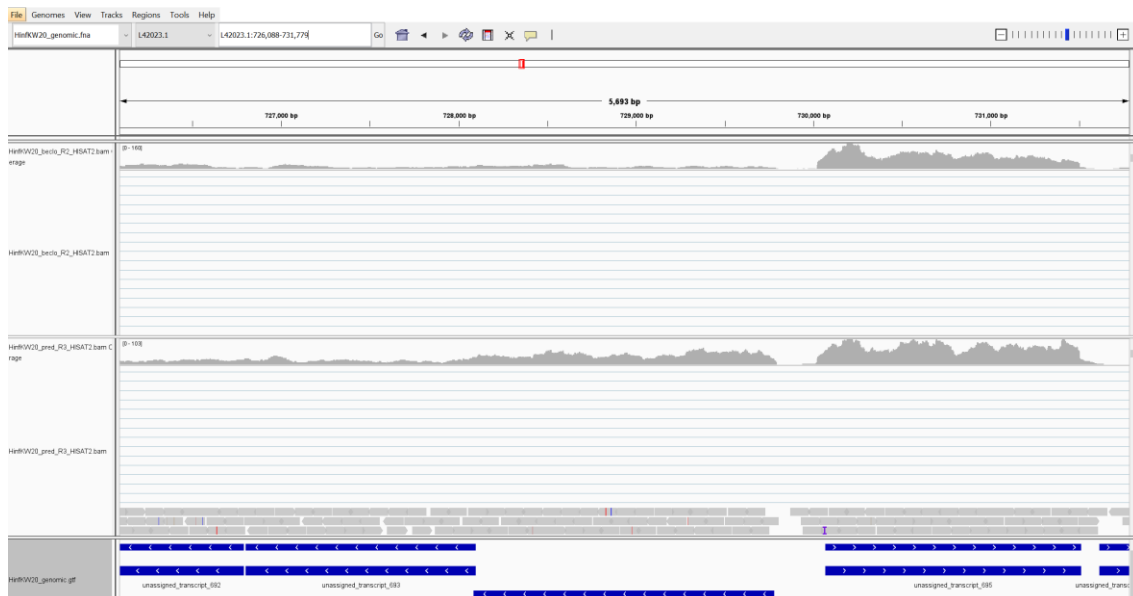 File Genomes View Tracks Regions Tools Help
HinfKW20_genomic.fna L42023.1 L42023.1:726,088-731,779 Go
5,693 bp
727,000 bp 728,000 bp 729,000 bp 730,000 bp 731,000 bp
HinfKW20_beclo_R2_HISAT2.bam
erage
[0 - 160]
HinfKW20_beclo_R2_HISAT2.bam
HinfKW20_pred_R3_HISAT2.bam C
rage
[0 - 103]
HinfKW20_pred_R3_HISAT2.bam
HinfKW20_genomic.gtf
unassigned_transcript_682 unassigned_transcript_683 unassigned_transcript_685 unassigned_transc